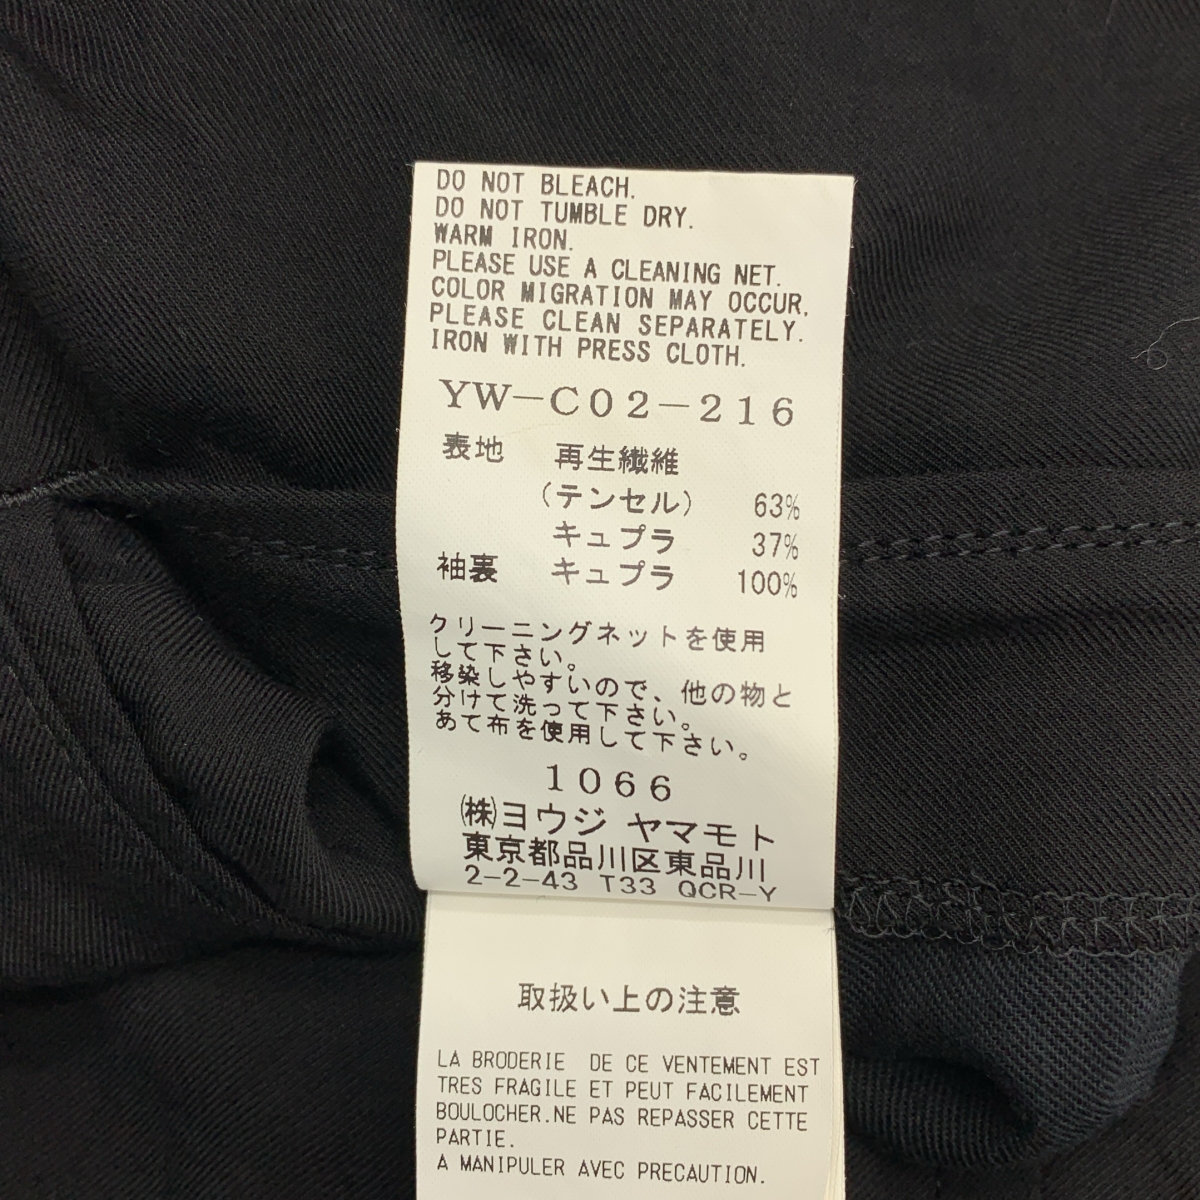 DO NOT BLEACH.
DO NOT TUMBLE DRY.
WARM IRON.
PLEASE USE A CLEANING NET.
COLOR MIGRATION MAY OCCUR,
PLEASE CLEAN SEPARATELY.
IRON WITH PRESS CLOTH.
YW-C02-216
表地 再生繊維
(テンセル) 63%
キュプラ 37%
袖裏 キュプラ 100%
クリーニングネットを使用
して下さい。
移染しやすいので、他の物と
分けて洗って下さい。
あて布を使用して下さい。
1066
㈱ヨウジ ヤマモト
東京都品川区東品川
2-2-43 T33 QCR-Y
取扱い上の注意
LA BRODERIE DE CE VENTEMENT EST
TRES FRAGILE ET PEUT FACILEMENT
BOULOCHER.NE PAS REPASSER CETTE
PARTIE.
A MANIPULER AVEC PRECAUTION.